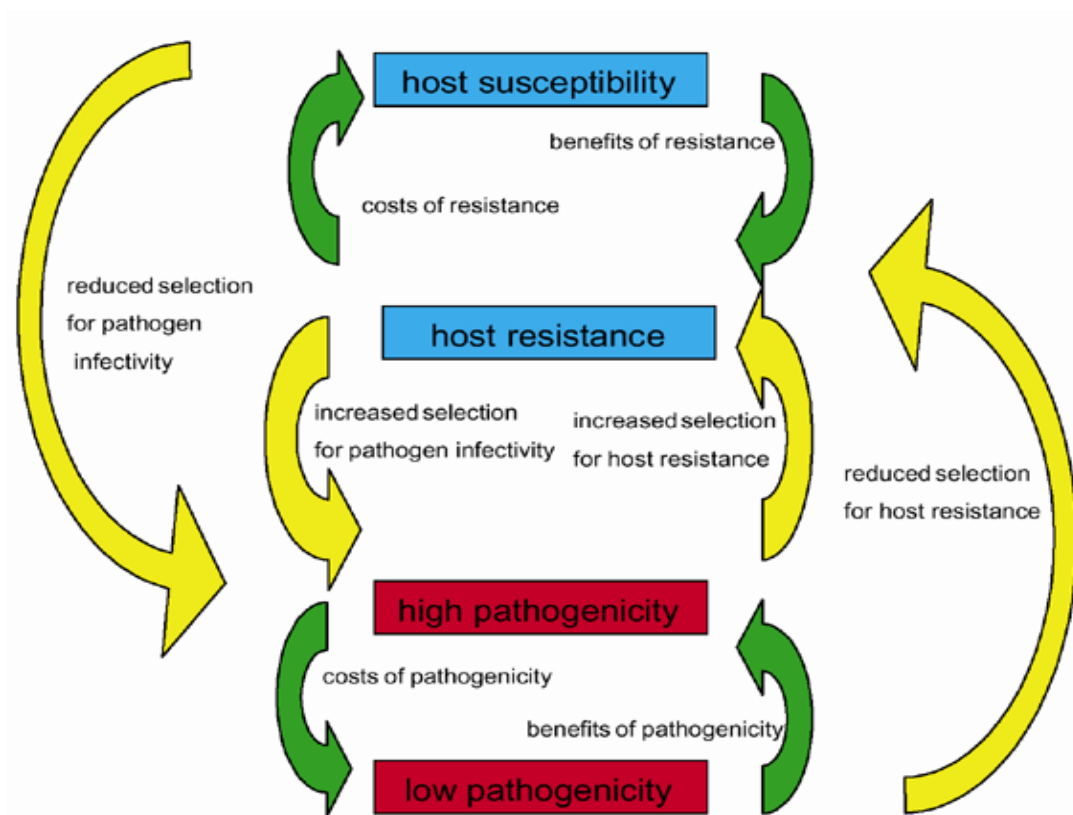 host susceptibility
benefits of resistance
costs of resistance
reduced selection
for pathogen
infectivity
host resistance
increased selection
for pathogen infectivity
increased selection
for host resistance
reduced selection
for host resistance
high pathogenicity
costs of pathogenicity
benefits of pathogenicity
low pathogenicity